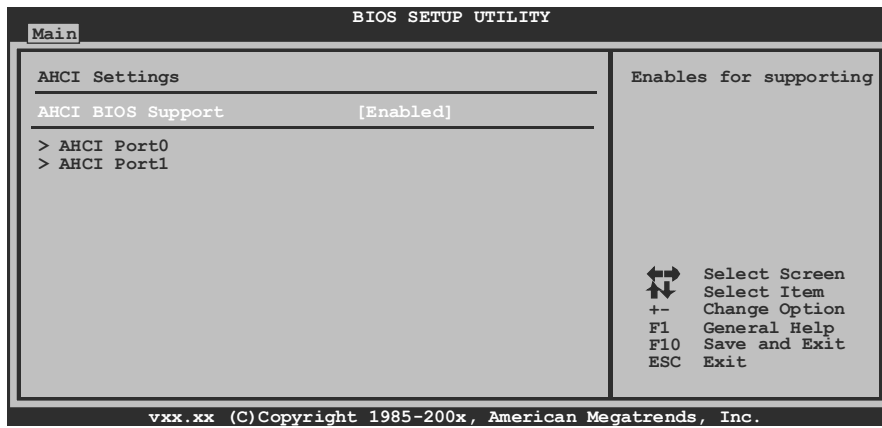 BIOS SETUP UTILITY
Main
AHCI Settings
AHCI BIOS Support [Enabled]
> AHCI Port0
> AHCI Port1
Enables for supporting
Select Screen
Select Item
+- Change Option
F1 General Help
F10 Save and Exit
ESC Exit
vxx.xx (C)Copyright 1985-200x, American Megatrends, Inc.